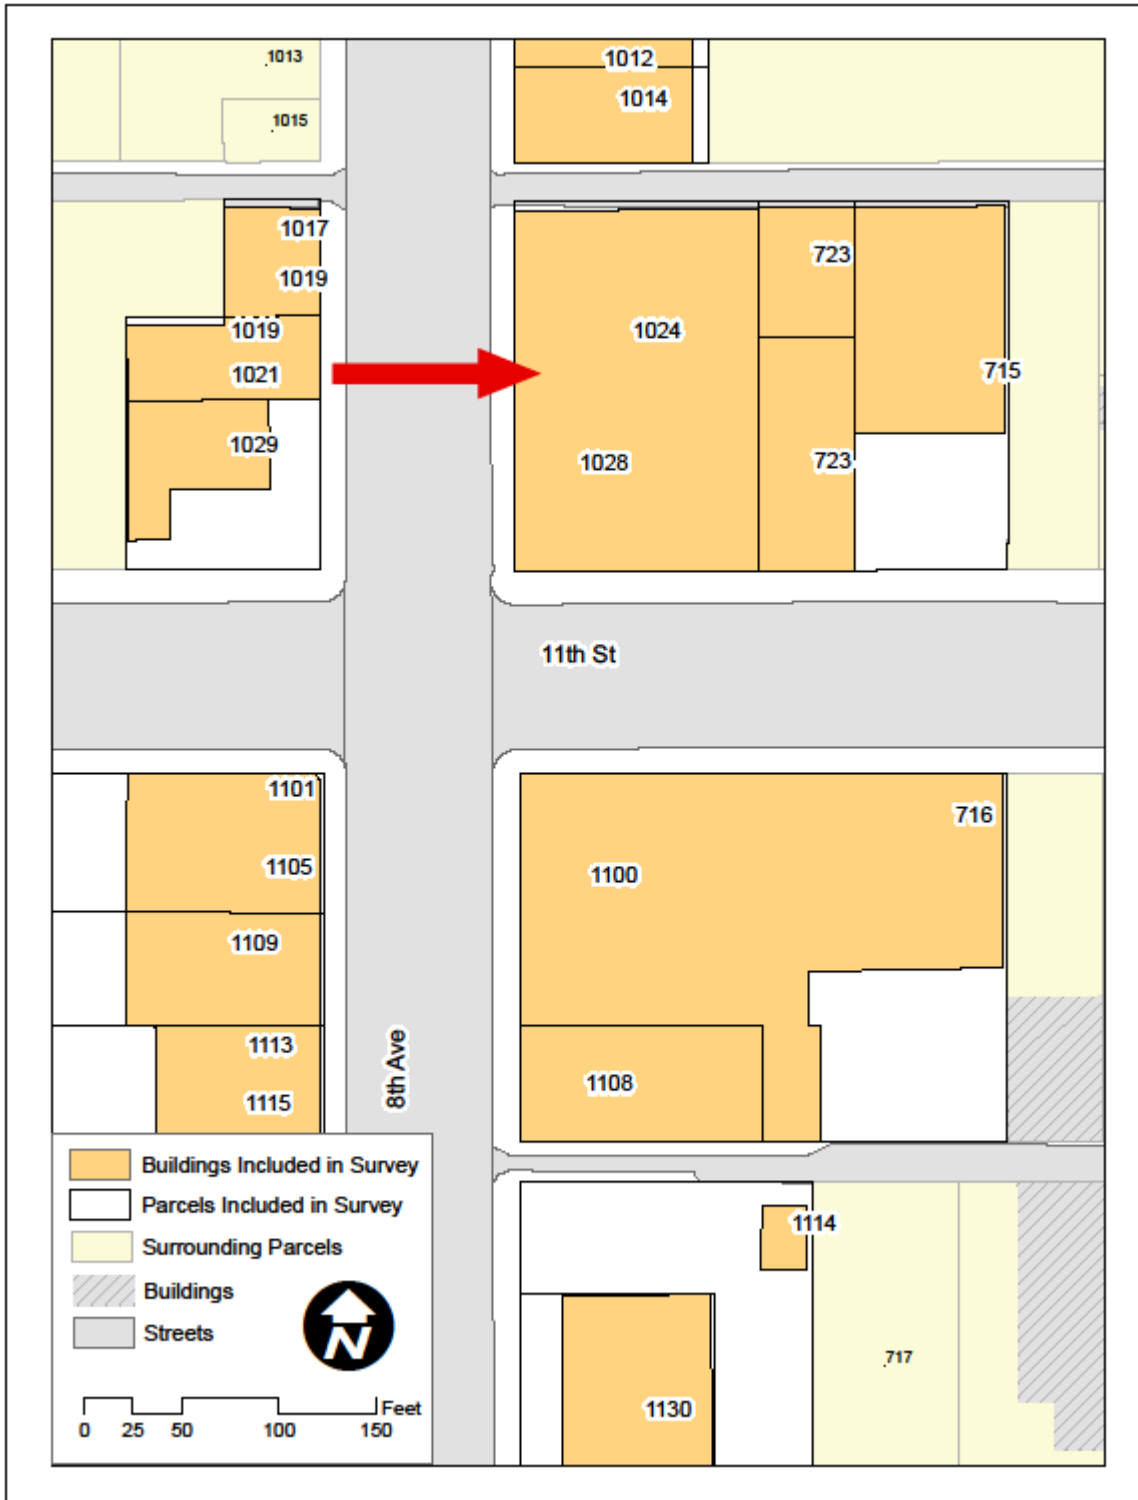 1013
1015
1012
1014
1017
1019
1019
1021
1029
1024
1028
723
723
715
11th St
1101
1105
1109
1113
1115
8th Ave
1100
716
1108
1114
717
1130
Buildings Included in Survey
Parcels Included in Survey
Surrounding Parcels
Buildings
Streets
N
Feet
0 25 50 100 150